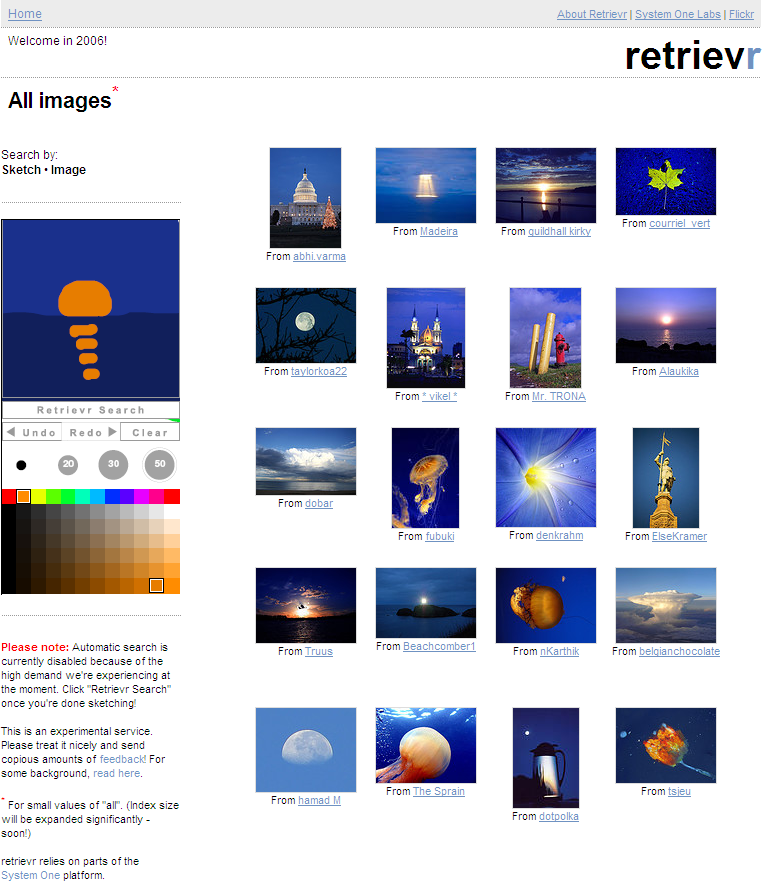 Home
About Retrievr | System One Labs | Flickr
Welcome in 2006!
retrievr
All images*
Search by:
Sketch • Image
Retrievr Search
Undo
Redo
Clear
20
30
50
Please note: Automatic search is
currently disabled because of the
high demand we're experiencing at
the moment. Click "Retrievr Search"
once you're done sketching!
This is an experimental service.
Please treat it nicely and send
copious amounts of feedback! For
some background, read here.
* For small values of "all". (Index size
will be expanded significantly -
soon!)
retrievr relies on parts of the
System One platform.
From abhi.varma
From Madeira
From guildhall kirky
From courriel_vert
From taylorkoa22
From * vikel *
From Mr. TRONA
From Alaukika
From dobar
From fubuki
From denkrahm
From ElseKramer
From Truus
From Beachcomber1
From nKarthik
From belgianchocolate
From hamad M
From The Sprain
From dotpolka
From tsjeu